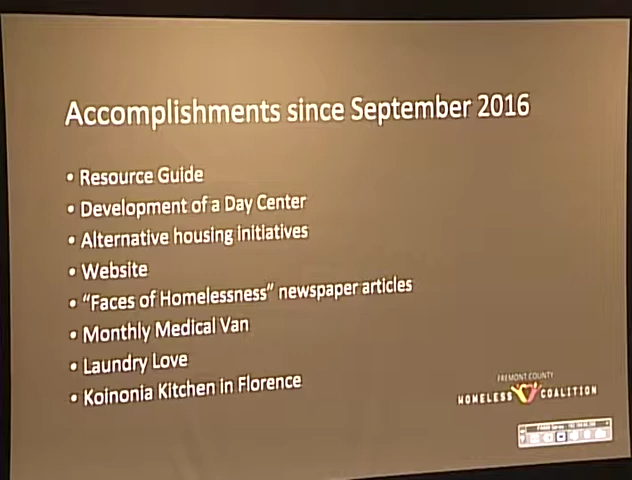 Accomplishments since September 2016
• Resource Guide
• Development of a Day Center
• Alternative housing initiatives
• Website
• “Faces of Homelessness” newspaper articles
• Monthly Medical Van
• Laundry Love
• Koinonia Kitchen in Florence
FREMONT COUNTY
HOMELESS COALITION